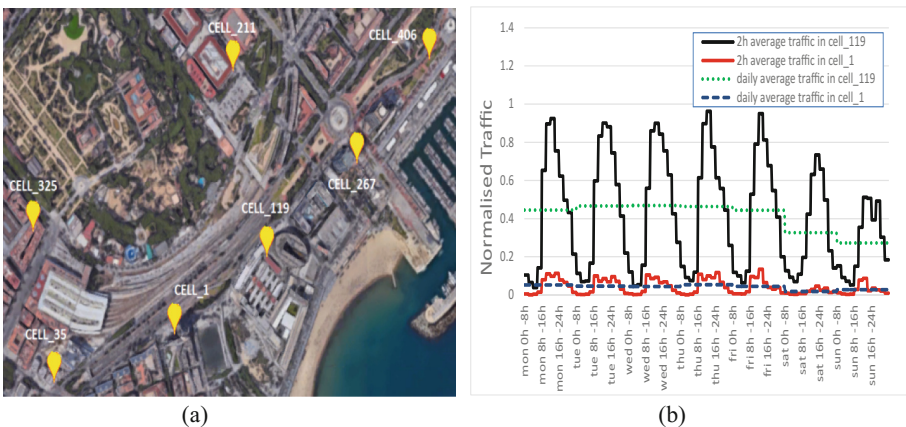 CELL_211
CELL_406
CELL_325
CELL_267
CELL_119
CELL_1
CELL_35
(a)
1.4
1.2
1
0.8
0.6
0.4
0.2
0
Normalised Traffic
2h average traffic in cell_119
2h average traffic in cell_1
daily average traffic in cell_119
daily average traffic in cell_1
mon 0h -8h
mon 8h -16h
mon 16h -24h
tue 0h -8h
tue 8h -16h
tue 16h -24h
wed 0h -8h
wed 8h -16h
wed 16h -24h
thu 0h -8h
thu 8h -16h
thu 16h -24h
fri 0h -8h
fri 8h -16h
fri 16h -24h
sat 0h -8h
sat 8h -16h
sat 16h -24h
sun 0h -8h
sun 8h -16h
sun 16h -24h
(b)